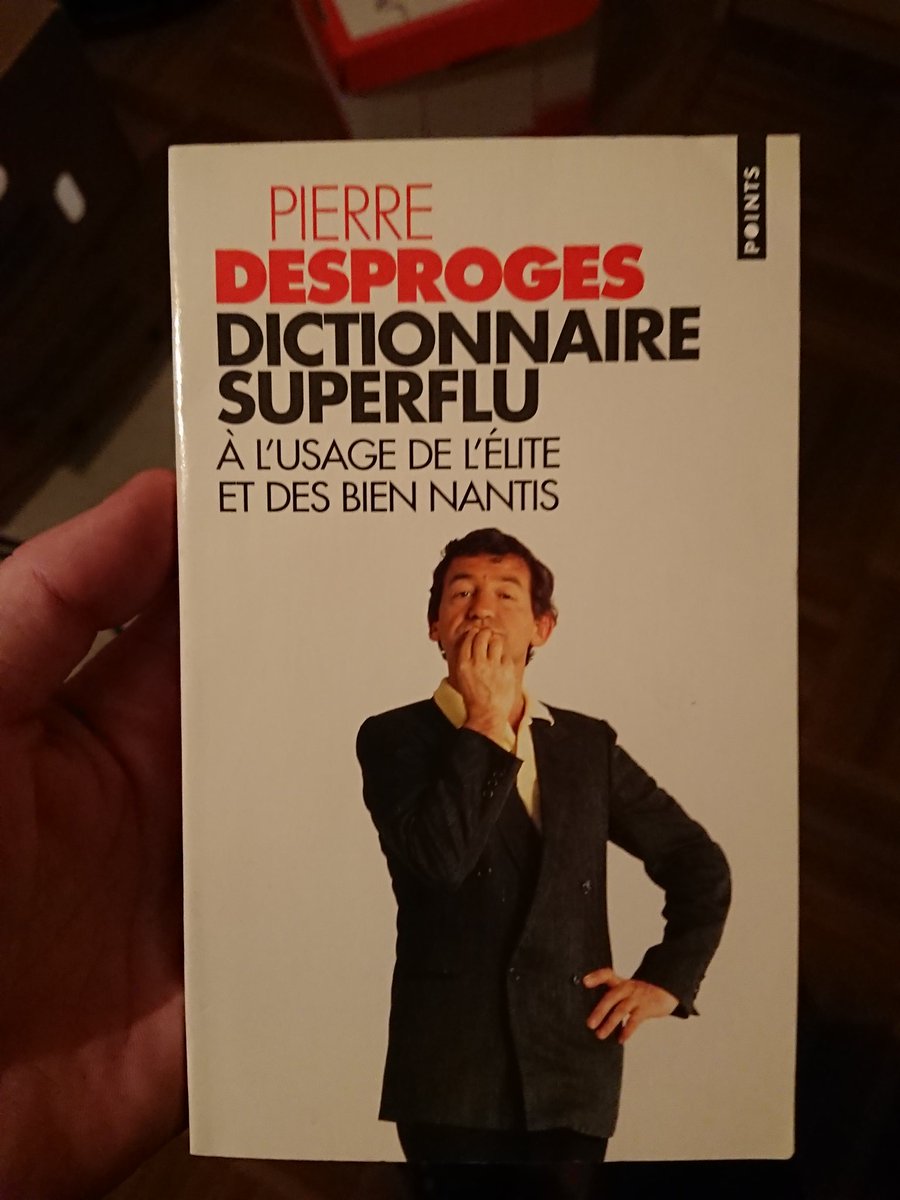 POINTS
PIERRE
DESPROGES
DICTIONNAIRE
SUPERFLU
À L'USAGE DE L'ÉLITE
ET DES BIEN NANTIS